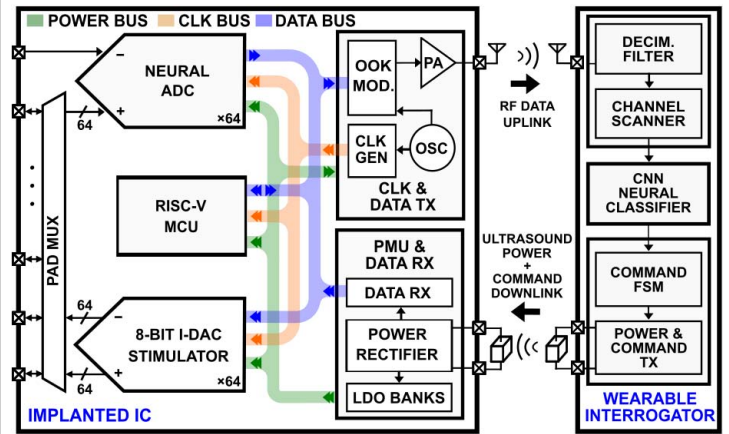 POWER BUS CLK BUS DATA BUS
NEURAL
ADC
×64
−
+
64
PAD MUX
RISC-V
MCU
8-BIT I-DAC
STIMULATOR
×64
64
−
+
64
IMPLANTED IC
OOK
MOD.
PA
CLK
GEN
OSC
CLK &
DATA TX
PMU &
DATA RX
DATA RX
POWER
RECTIFIER
LDO BANKS
RF DATA
UPLINK
ULTRASOUND
POWER
+
COMMAND
DOWNLINK
DECIM.
FILTER
CHANNEL
SCANNER
CNN
NEURAL
CLASSIFIER
COMMAND
FSM
POWER &
COMMAND
TX
WEARABLE
INTERROGATOR